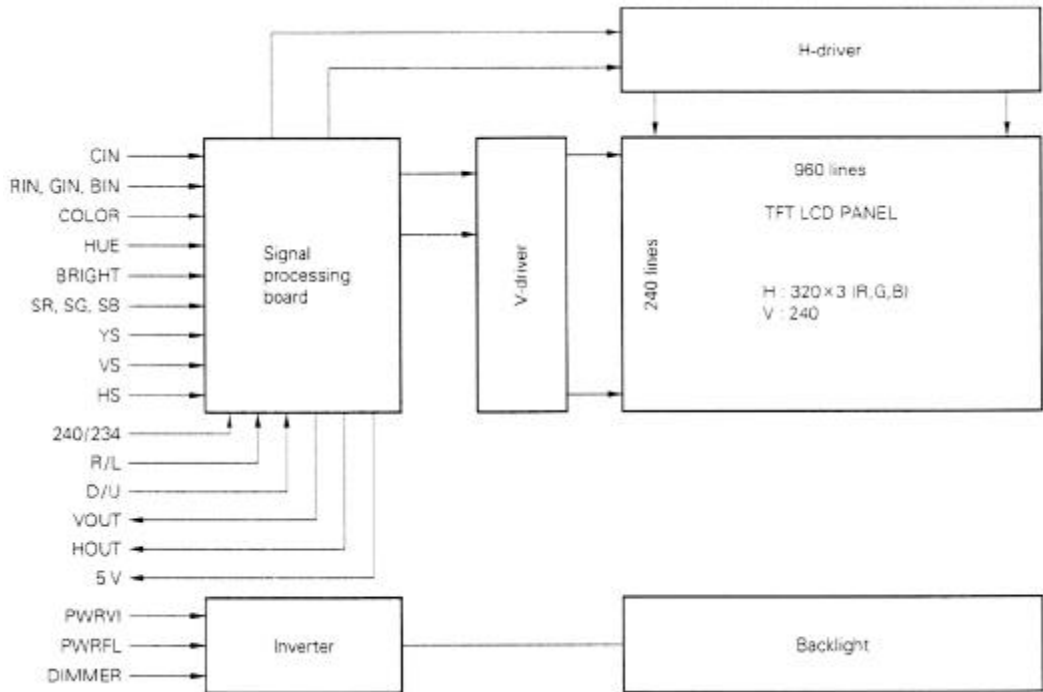 H-driver
CIN
RIN, GIN, BIN
COLOR
HUE
BRIGHT
SR, SG, SB
YS
VS
HS
Signal
processing
board
V-driver
960 lines
TFT LCD PANEL
240 lines
H : 320×3 (R,G,B)
V : 240
240/234
R/L
D/U
VOUT
HOUT
5 V
PWRVI
PWRFL
DIMMER
Inverter
Backlight